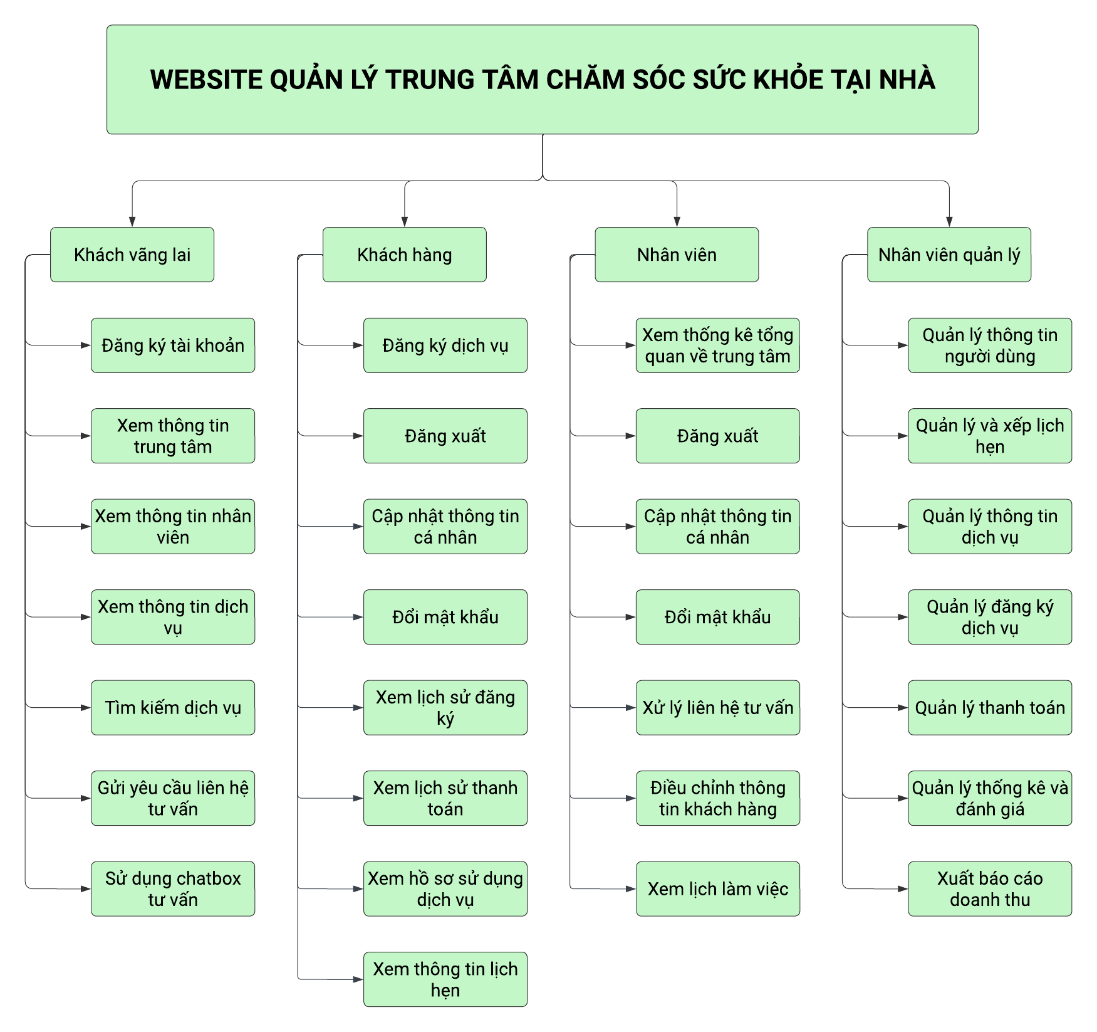 WEBSITE QUẢN LÝ TRUNG TÂM CHĂM SÓC SỨC KHỎE TẠI NHÀ
Khách vãng lai
Đăng ký tài khoản
Xem thông tin
trung tâm
Xem thông tin nhân
viên
Xem thông tin dịch
vụ
Tìm kiếm dịch vụ
Gửi yêu cầu liên hệ
tư vấn
Sử dụng chatbox
tư vấn
Khách hàng
Đăng ký dịch vụ
Đăng xuất
Cập nhật thông tin
cá nhân
Đổi mật khẩu
Xem lịch sử đăng
ký
Xem lịch sử thanh
toán
Xem hồ sơ sử dụng
dịch vụ
Xem thông tin lịch
hẹn
Nhân viên
Xem thống kê tổng
quan về trung tâm
Đăng xuất
Cập nhật thông tin
cá nhân
Đổi mật khẩu
Xử lý liên hệ tư vấn
Điều chỉnh thông
tin khách hàng
Xem lịch làm việc
Nhân viên quản lý
Quản lý thông tin
người dùng
Quản lý và xếp lịch
hẹn
Quản lý thông tin
dịch vụ
Quản lý đăng ký
dịch vụ
Quản lý thanh toán
Quản lý thống kê và
đánh giá
Xuất báo cáo
doanh thu